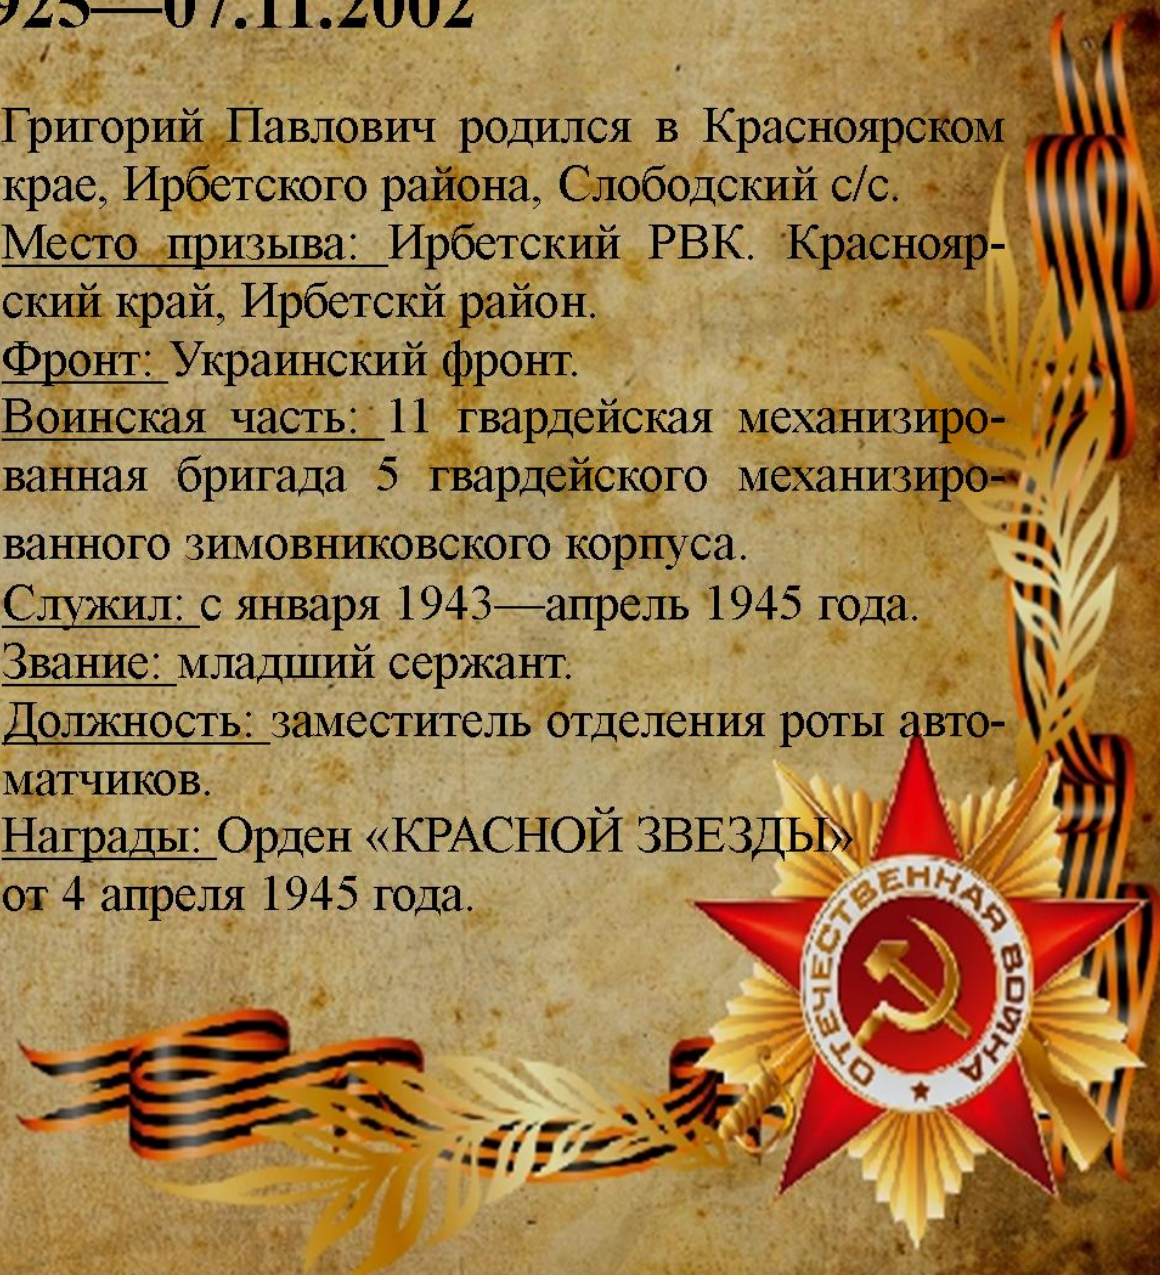 925—07.11.2002
Григорий Павлович родился в Красноярском
крае, Ирбетского района, Слободский с/с.
Место призыва: Ирбетский РВК. Краснояр-
ский край, Ирбетскй район.
Фронт: Украинский фронт.
Воинская часть: 11 гвардейская механизиро-
ванная бригада 5 гвардейского механизиро-
ванного зимовниковского корпуса.
Служил: с января 1943—апрель 1945 года.
Звание: младший сержант.
Должность: заместитель отделения роты авто-
матчиков.
Награды: Орден «КРАСНОЙ ЗВЕЗДЫ»
от 4 апреля 1945 года.
ОТЕЧЕСТВЕННАЯ ВОЙНА